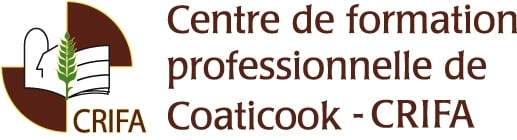 CRIFA
Centre de formation
professionnelle de
Coaticook - CRIFA